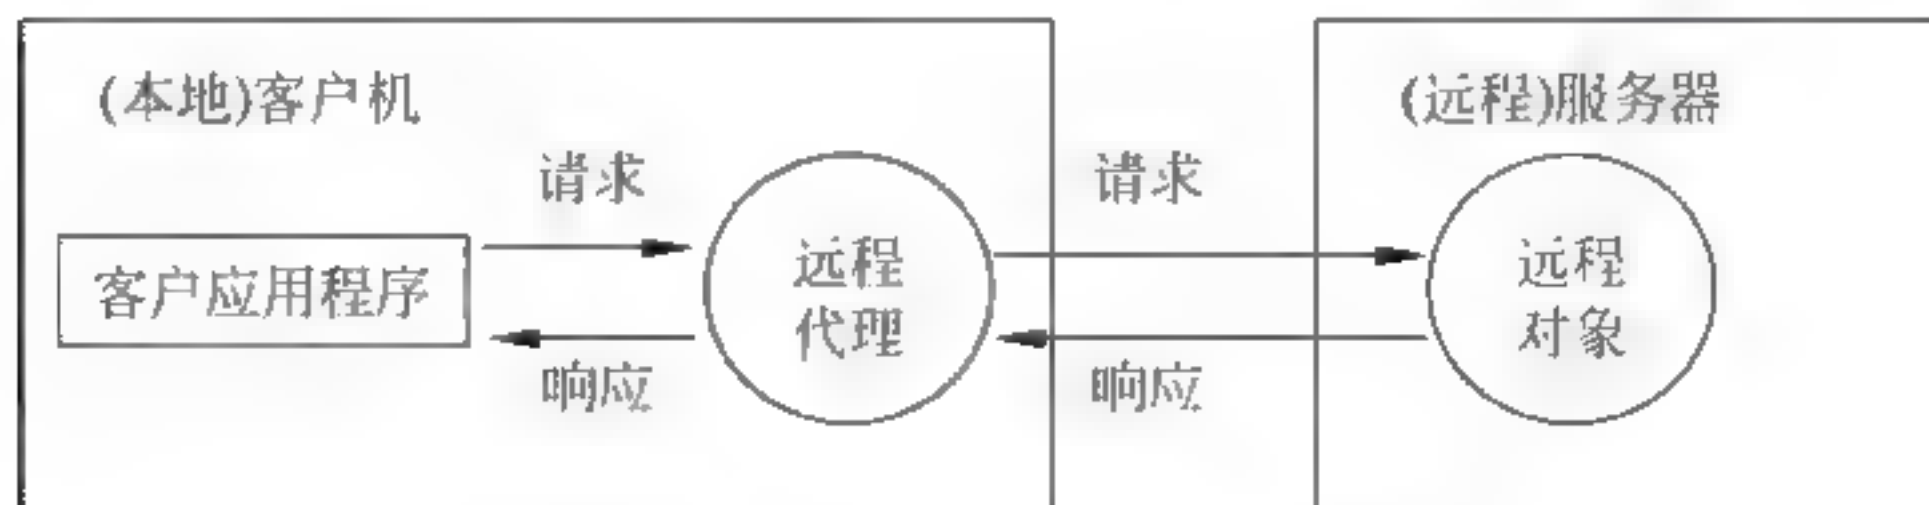 (本地)客户机
(远程)服务器
请求
请求
客户应用程序
远程
代理
远程
对象
响应
响应